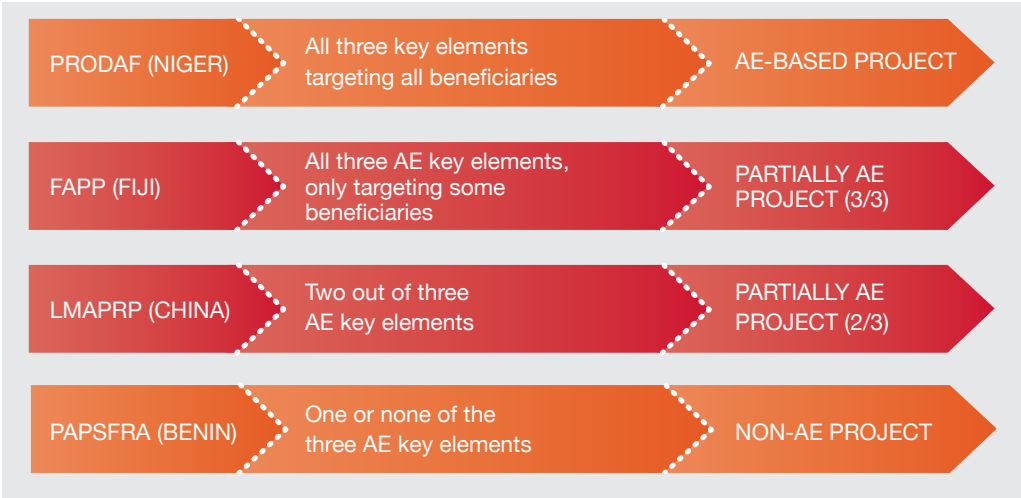 PRODAF (NIGER)
All three key elements
targeting all beneficiaries
AE-BASED PROJECT
FAPP (FIJI)
All three AE key elements,
only targeting some
beneficiaries
PARTIALLY AE
PROJECT (3/3)
LMAPRP (CHINA)
Two out of three
AE key elements
PARTIALLY AE
PROJECT (2/3)
PAPSFRA (BENIN)
One or none of the
three AE key elements
NON-AE PROJECT